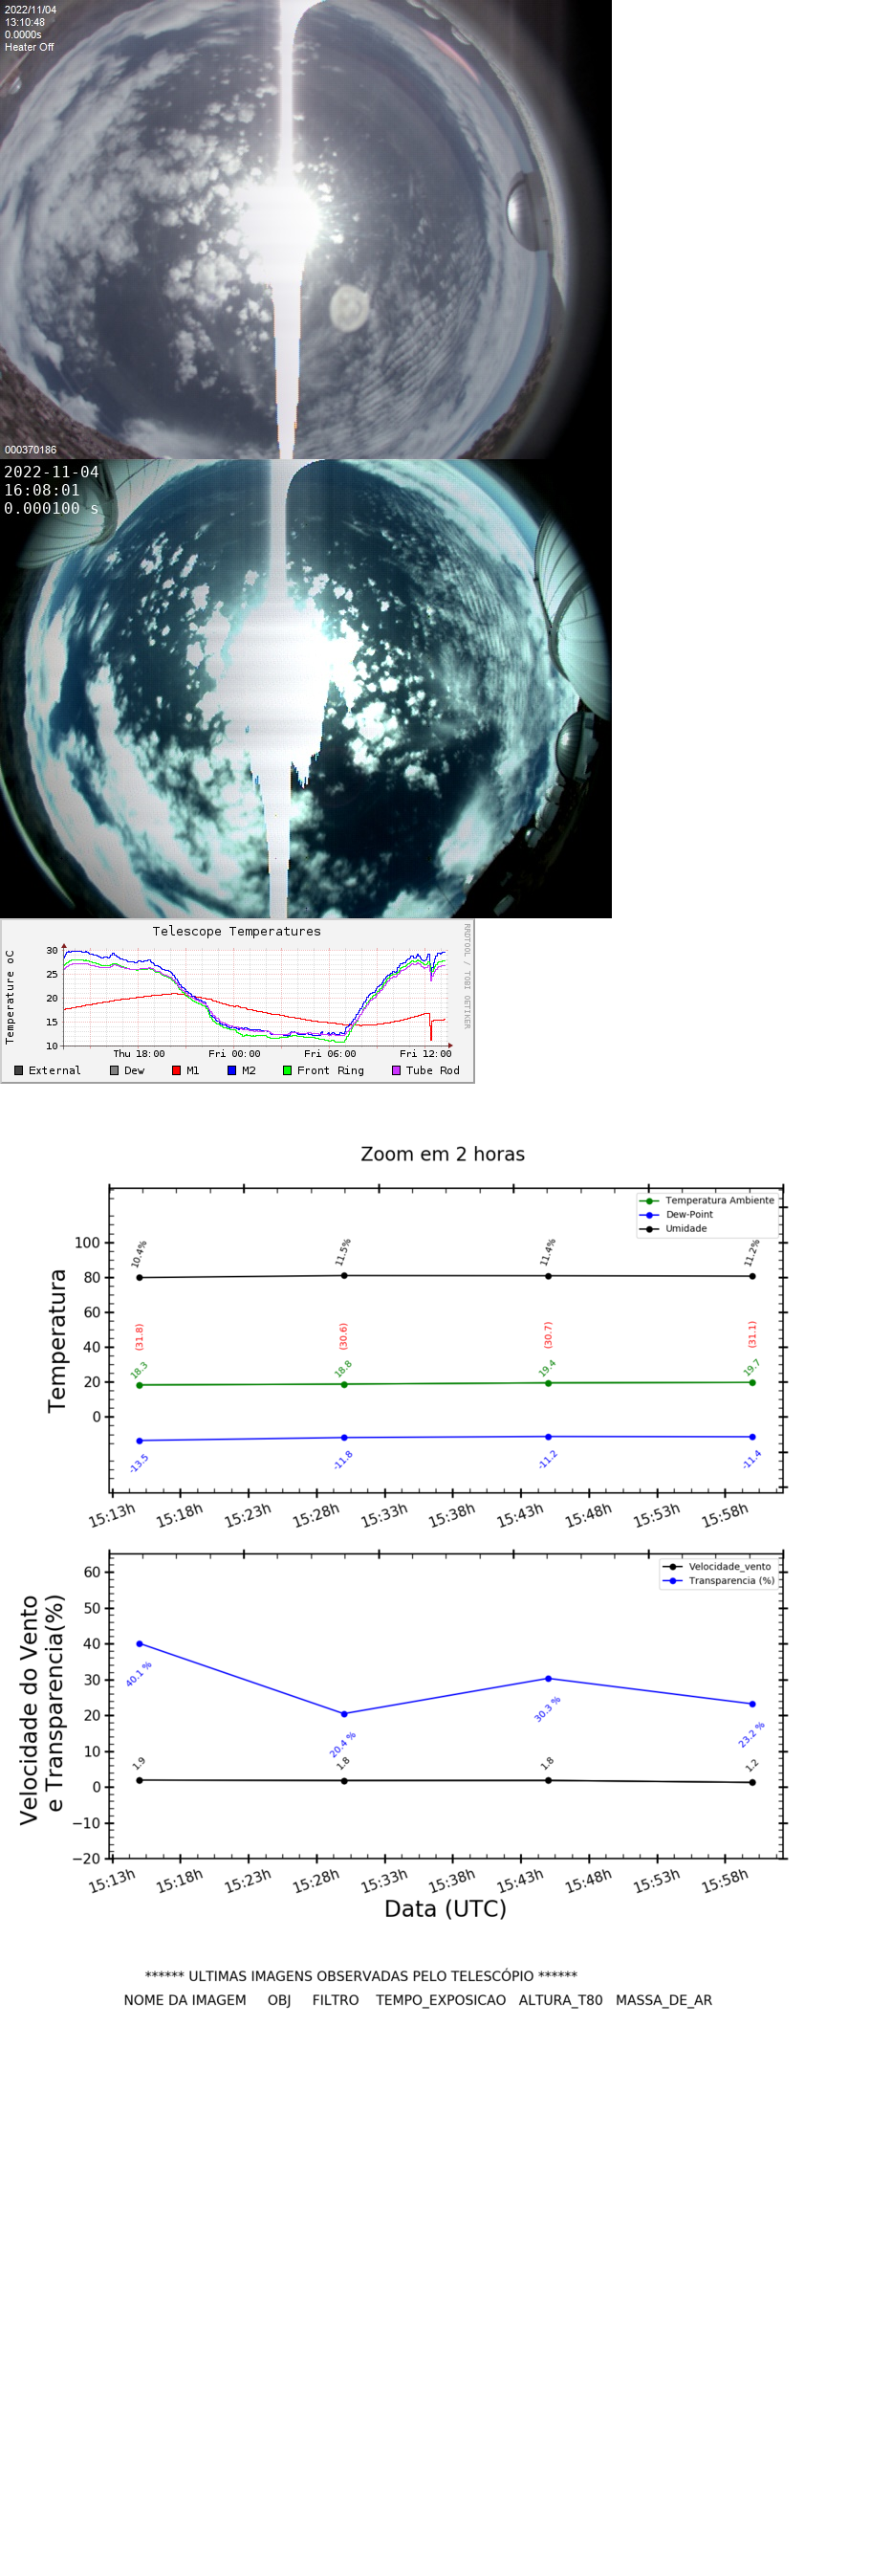 2022/11/04
13:10:48
0.0000s
Heater Off
000370186
2022-11-04
16:08:01
0.000100 s
Telescope Temperatures
RRDTOOL / TOBI OETIKER
Temperature oC
30
25
20
15
10
Thu 18:00 Fri 00:00 Fri 06:00 Fri 12:00
External Dew M1 M2 Front Ring Tube Rod
Zoom em 2 horas
Temperatura Ambiente
Dew-Point
Umidade
Temperatura
100
80
60
40
20
0
10.4% 11.5% 11.4% 11.2%
(31.8) (30.6) (30.7) (31.1)
18.3 18.8 19.4 19.7
-13.5 -11.8 -11.2 -11.4
15:13h 15:18h 15:23h 15:28h 15:33h 15:38h 15:43h 15:48h 15:53h 15:58h
Velocidade_vento
Transparencia (%)
Velocidade do Vento
e Transparencia(%)
60
50
40
30
20
10
0
−10
−20
40.1 % 20.4 % 30.3 % 23.2 %
1.9 1.8 1.8 1.2
15:13h 15:18h 15:23h 15:28h 15:33h 15:38h 15:43h 15:48h 15:53h 15:58h
Data (UTC)
****** ULTIMAS IMAGENS OBSERVADAS PELO TELESCÓPIO ******
NOME DA IMAGEM OBJ FILTRO TEMPO_EXPOSICAO ALTURA_T80 MASSA_DE_AR